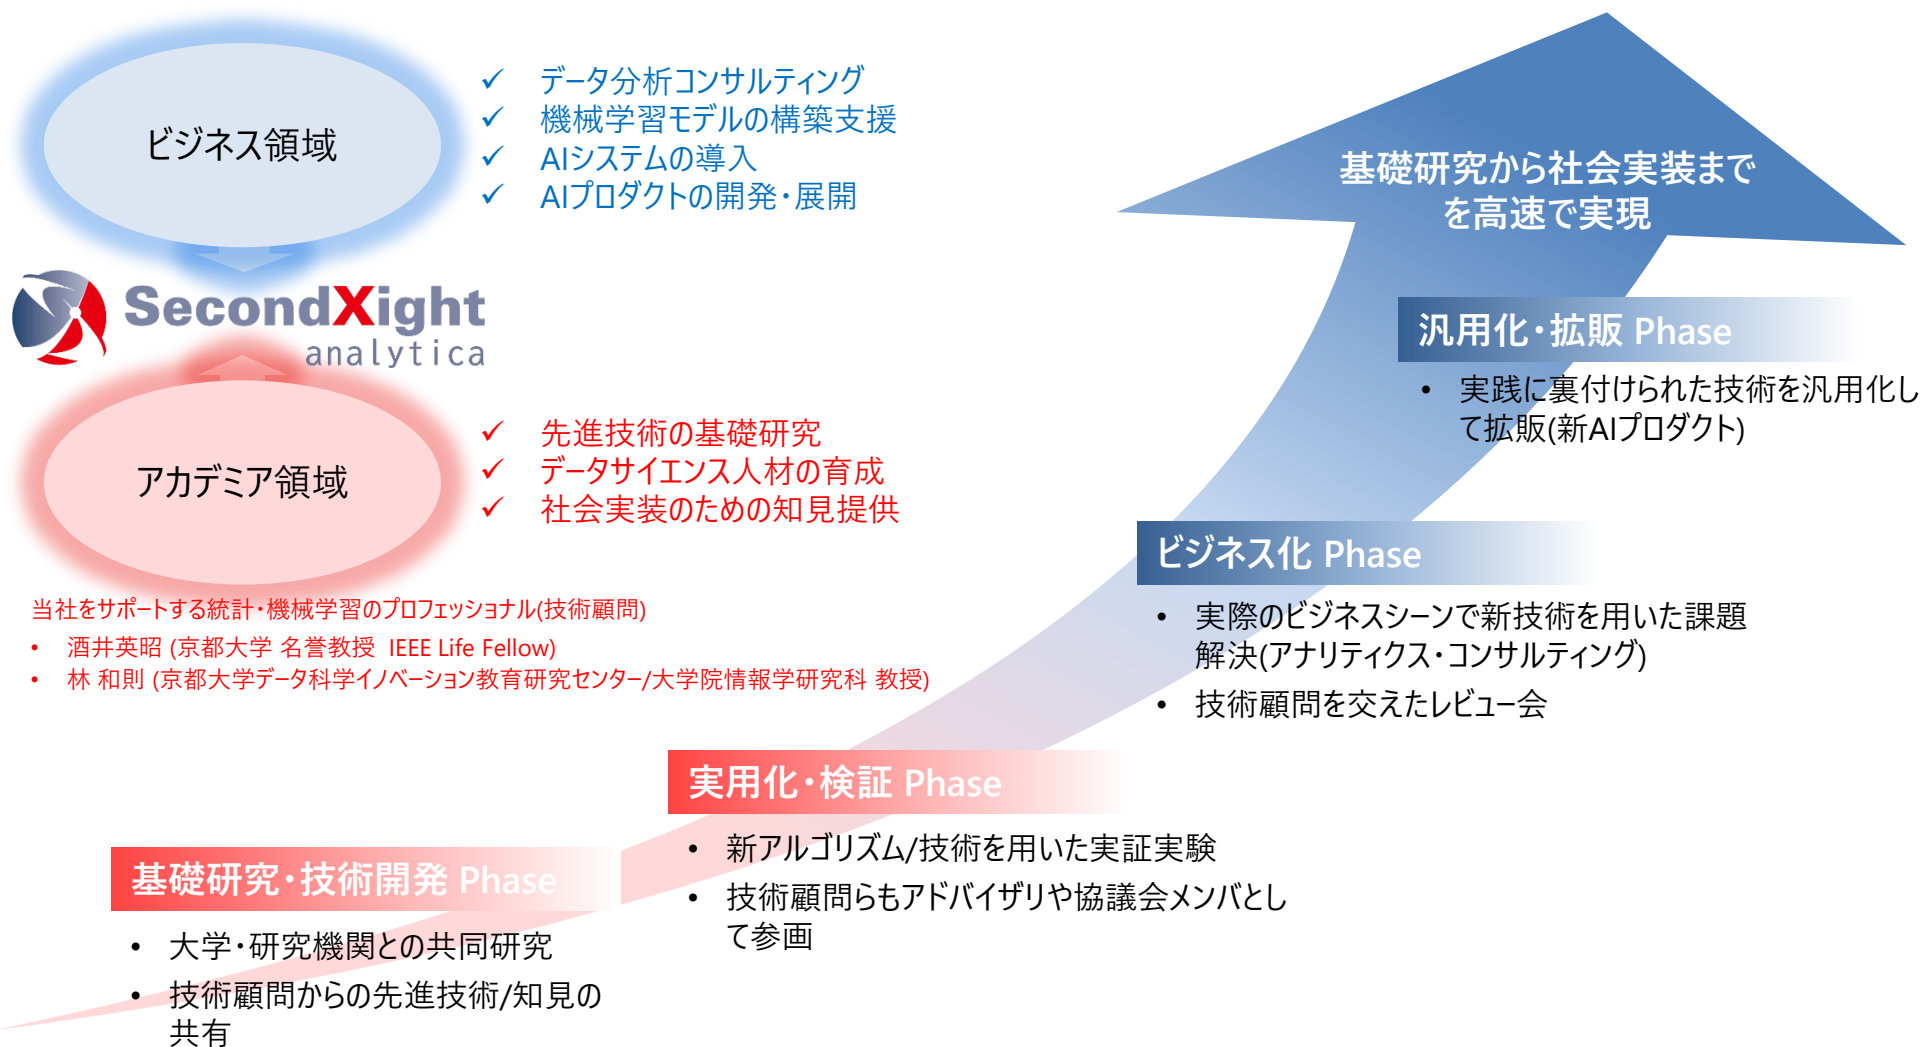 ビジネス領域
データ分析コンサルティング
機械学習モデルの構築支援
AIシステムの導入
AIプロダクトの開発・展開
SecondXight
analytica
アカデミア領域
先進技術の基礎研究
データサイエンス人材の育成
社会実装のための知見提供
当社をサポートする統計・機械学習のプロフェッショナル(技術顧問)
• 酒井英昭 (京都大学 名誉教授 IEEE Life Fellow)
• 林 和則 (京都大学データ科学イノベーション教育研究センター/大学院情報学研究科 教授)
基礎研究から社会実装まで
を高速で実現
汎用化・拡販 Phase
• 実践に裏付けられた技術を汎用化し
て拡販(新AIプロダクト)
ビジネス化 Phase
• 実際のビジネスシーンで新技術を用いた課題
解決(アナリティクス・コンサルティング)
• 技術顧問を交えたレビュー会
実用化・検証 Phase
• 新アルゴリズム/技術を用いた実証実験
• 技術顧問らもアドバイザリや協議会メンバとし
て参画
基礎研究・技術開発 Phase
• 大学・研究機関との共同研究
• 技術顧問からの先進技術/知見の
共有